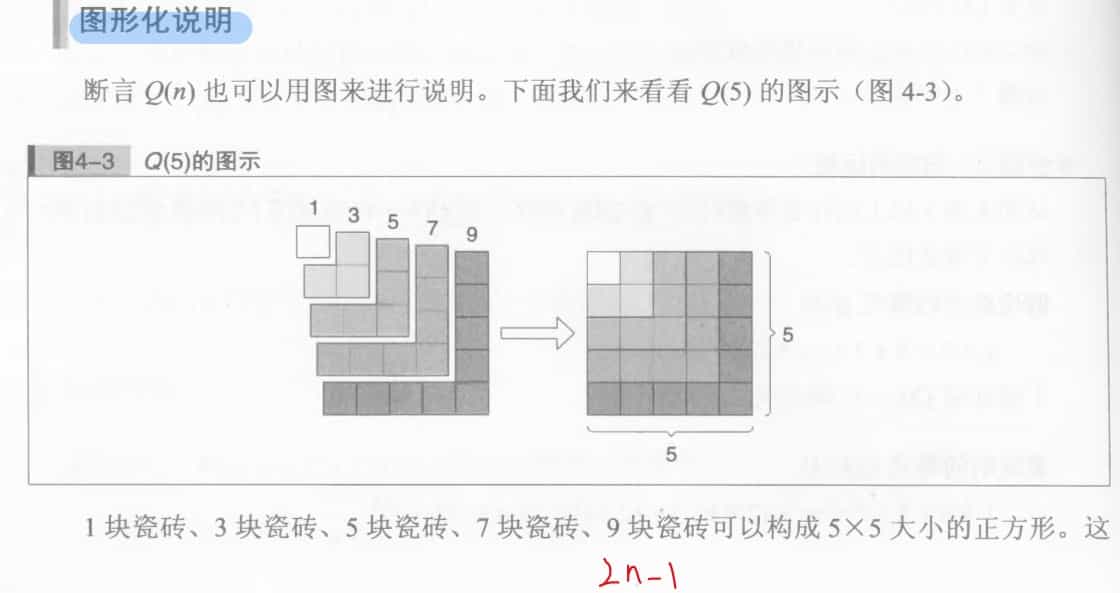 图形化说明
断言 Q(n) 也可以用图来进行说明。下面我们来看看 Q(5) 的图示（图 4-3）。
图4-3 Q(5)的图示
1 3 5 7 9
5
5
1 块瓷砖、3 块瓷砖、5 块瓷砖、7 块瓷砖、9 块瓷砖可以构成 5×5 大小的正方形。这
2n-1